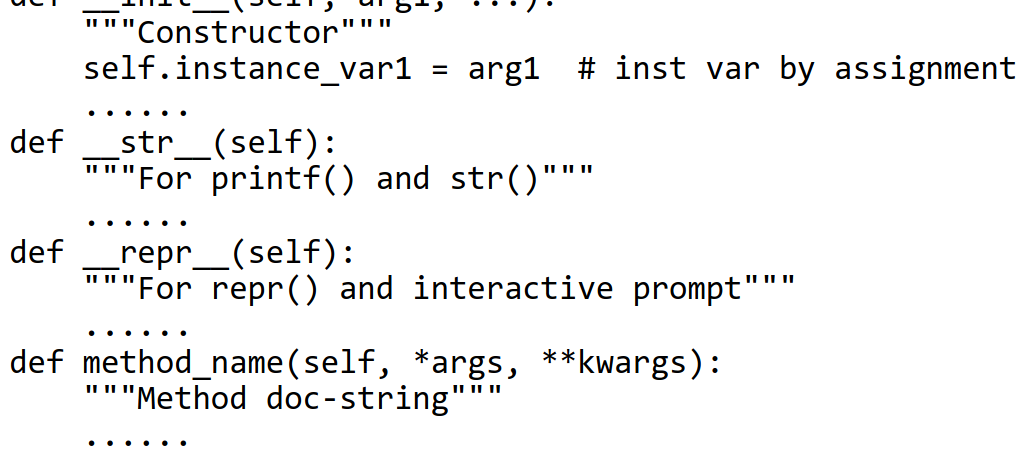 def __init__(self, arg1, ...):
    """Constructor"""
    self.instance_var1 = arg1  # inst var by assignment
    ......
def __str__(self):
    """For printf() and str()"""
    ......
def __repr__(self):
    """For repr() and interactive prompt"""
    ......
def method_name(self, *args, **kwargs):
    """Method doc-string"""
    ......